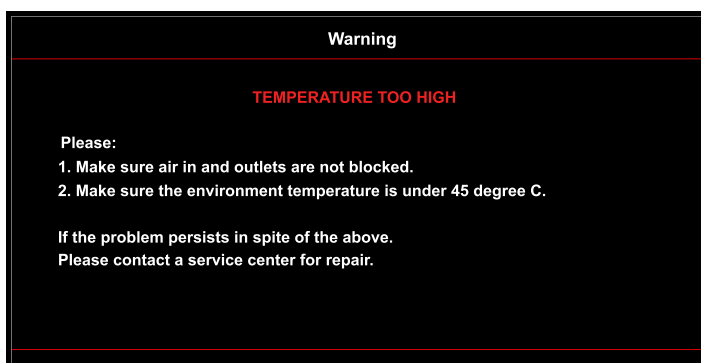 Warning
TEMPERATURE TOO HIGH
Please:
1. Make sure air in and outlets are not blocked.
2. Make sure the environment temperature is under 45 degree C.
If the problem persists in spite of the above.
Please contact a service center for repair.